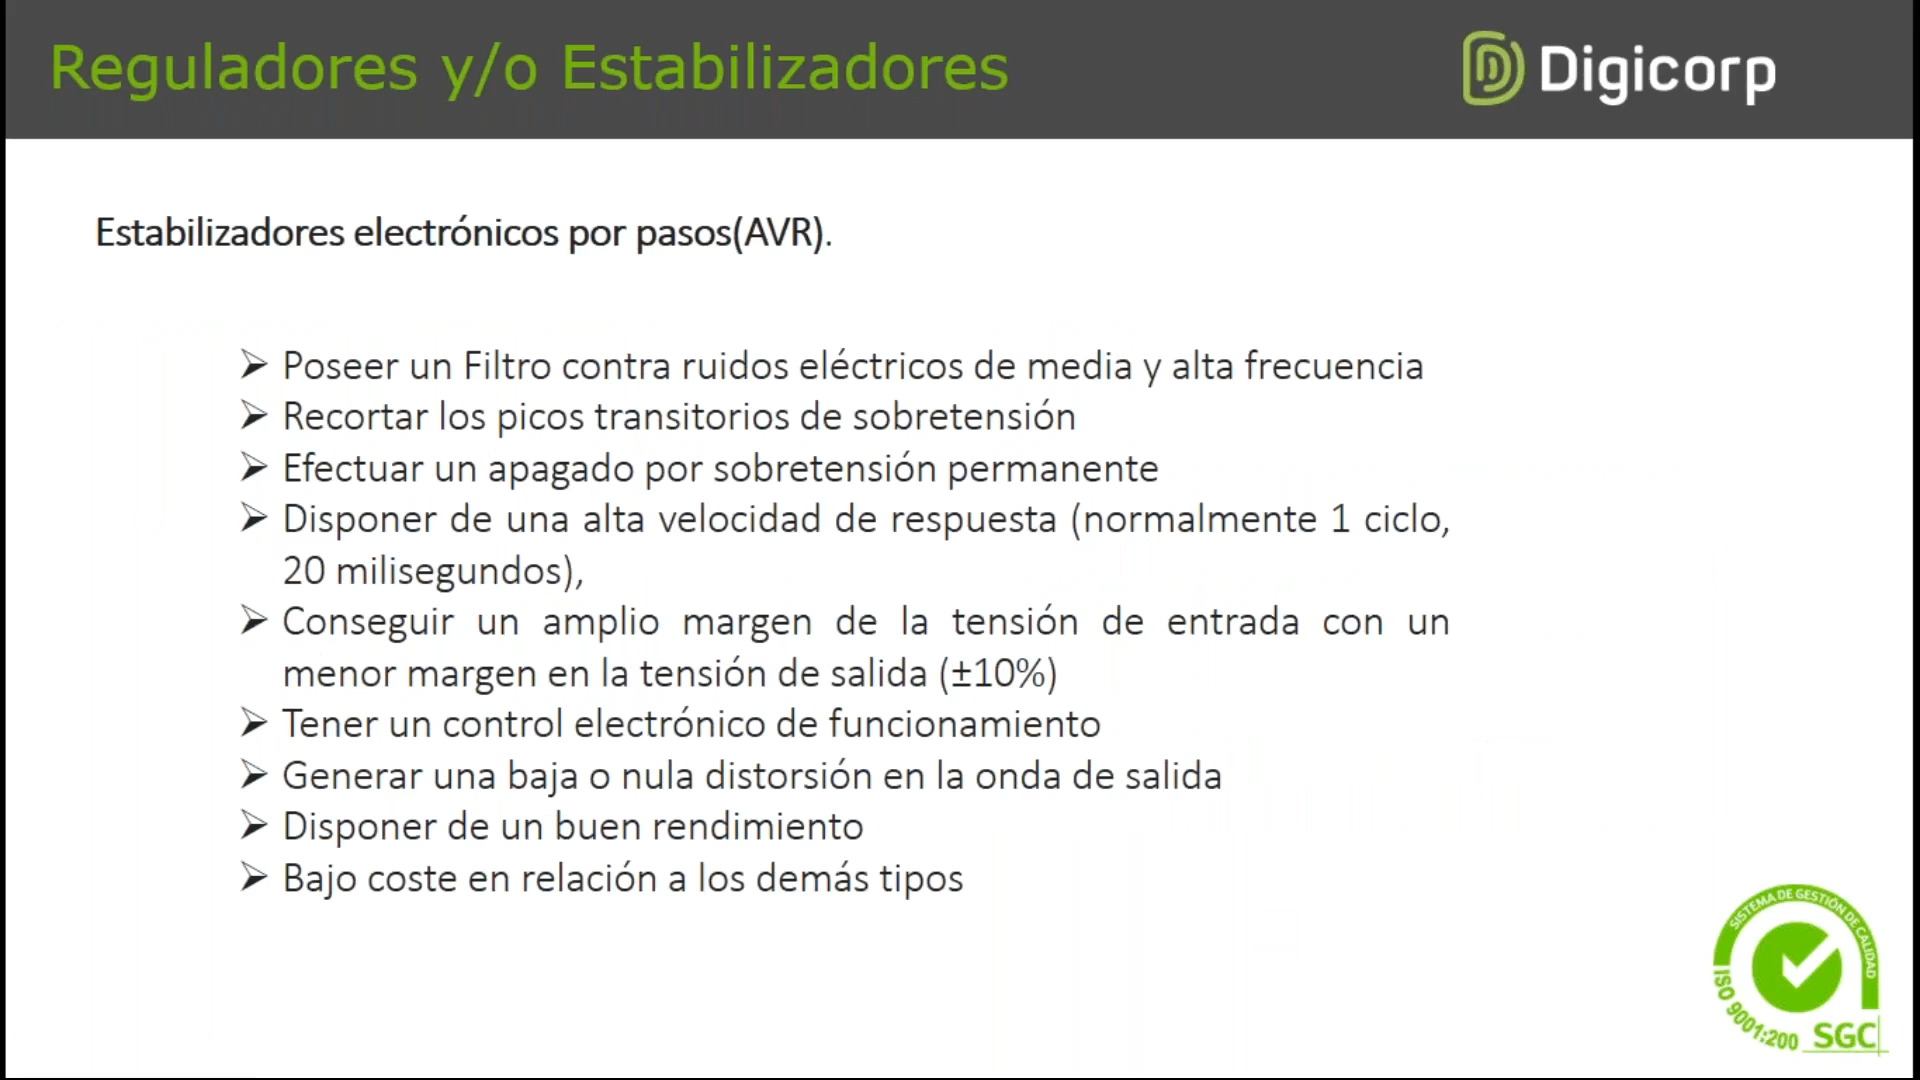 Reguladores y/o Estabilizadores
Digicorp
Estabilizadores electrónicos por pasos(AVR).
➢ Poseer un Filtro contra ruidos eléctricos de media y alta frecuencia
➢ Recortar los picos transitorios de sobretensión
➢ Efectuar un apagado por sobretensión permanente
➢ Disponer de una alta velocidad de respuesta (normalmente 1 ciclo,
20 milisegundos),
➢ Conseguir un amplio margen de la tensión de entrada con un
menor margen en la tensión de salida (±10%)
➢ Tener un control electrónico de funcionamiento
➢ Generar una baja o nula distorsión en la onda de salida
➢ Disponer de un buen rendimiento
➢ Bajo coste en relación a los demás tipos
SISTEMA DE GESTIÓN DE CALIDAD
ISO 9001:200
SGC